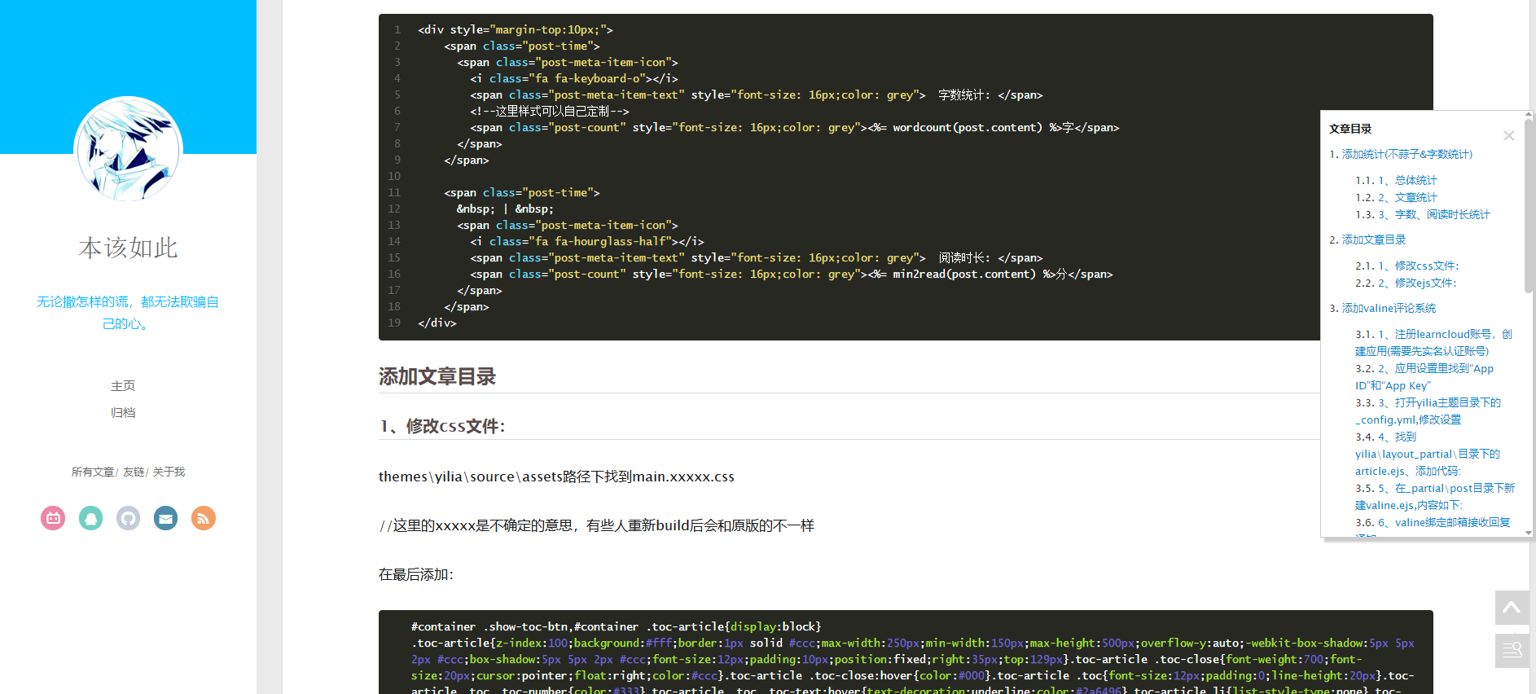 本该如此
无论撒怎样的谎，都无法欺骗自
己的心。
主页
归档
所有文章/ 友链/ 关于我
1 <div style="margin-top:10px;">
2 <span class="post-time">
3 <span class="post-meta-item-icon">
4 <i class="fa fa-keyboard-o"></i>
5 <span class="post-meta-item-text" style="font-size: 16px;color: grey">  字数统计: </span>
6 <!--这里样式可以自己定制-->
7 <span class="post-count" style="font-size: 16px;color: grey"><%= wordcount(post.content) %>字</span>
8 </span>
9 </span>
10
11 <span class="post-time">
12 &nbsp; | &nbsp;
13 <span class="post-meta-item-icon">
14 <i class="fa fa-hourglass-half"></i>
15 <span class="post-meta-item-text" style="font-size: 16px;color: grey">  阅读时长: </span>
16 <span class="post-count" style="font-size: 16px;color: grey"><%= min2read(post.content) %>分</span>
17 </span>
18 </span>
19 </div>
添加文章目录
1、修改css文件：
themes\yilia\source\assets路径下找到main.xxxxx.css
//这里的xxxxx是不确定的意思，有些人重新build后会和原版的不一样
在最后添加：
#container .show-toc-btn,#container .toc-article{display:block}
.toc-article{z-index:100;background:#fff;border:1px solid #ccc;max-width:250px;min-width:150px;max-height:500px;overflow-y:auto;-webkit-box-shadow:5px 5px
2px #ccc;box-shadow:5px 5px 2px #ccc;font-size:12px;padding:10px;position:fixed;right:35px;top:129px}.toc-article .toc-close{font-weight:700;font-
size:20px;cursor:pointer;float:right;color:#ccc}.toc-article .toc-close:hover{color:#000}.toc-article .toc{font-size:12px;padding:0;line-height:20px}.toc-
article .toc .toc-number{color:#333}.toc-article .toc .toc-text:hover{text-decoration:underline;color:#2a6496}.toc-article li{list-style-type:none}.toc-
文章目录
×
1. 添加统计(不蒜子&字数统计)
1.1. 1、总体统计
1.2. 2、文章统计
1.3. 3、字数、阅读时长统计
2. 添加文章目录
2.1. 1、修改css文件：
2.2. 2、修改ejs文件：
3. 添加valine评论系统
3.1. 1、注册learncloud账号，创
建应用(需要先实名认证账号)
3.2. 2、应用设置里找到“App
ID”和“App Key”
3.3. 3、打开yilia主题目录下的
_config.yml,修改设置
3.4. 4、找到
yilia\layout_partial\目录下的
article.ejs、添加代码:
3.5. 5、在_partial\post目录下新
建valine.ejs,内容如下:
3.6. 6、valine绑定邮箱接收回复
通知